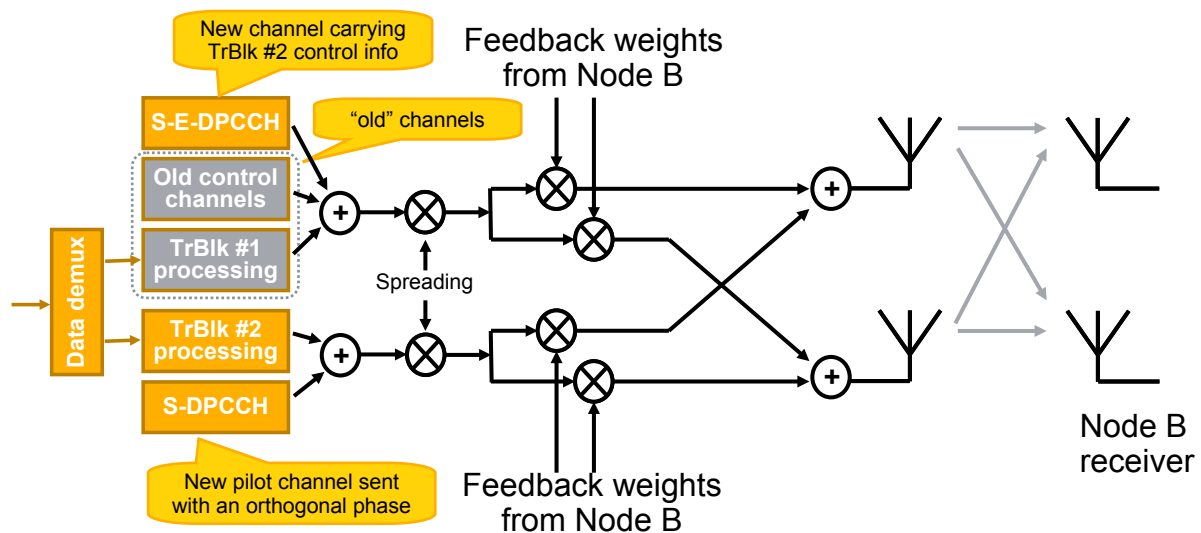 New channel carrying
TrBlk #2 control info
Feedback weights
from Node B
S-E-DPCCH
“old” channels
Old control
channels
TrBlk #1
processing
Data demux
Spreading
TrBlk #2
processing
S-DPCCH
New pilot channel sent
with an orthogonal phase
Feedback weights
from Node B
Node B
receiver
+
+
+
+